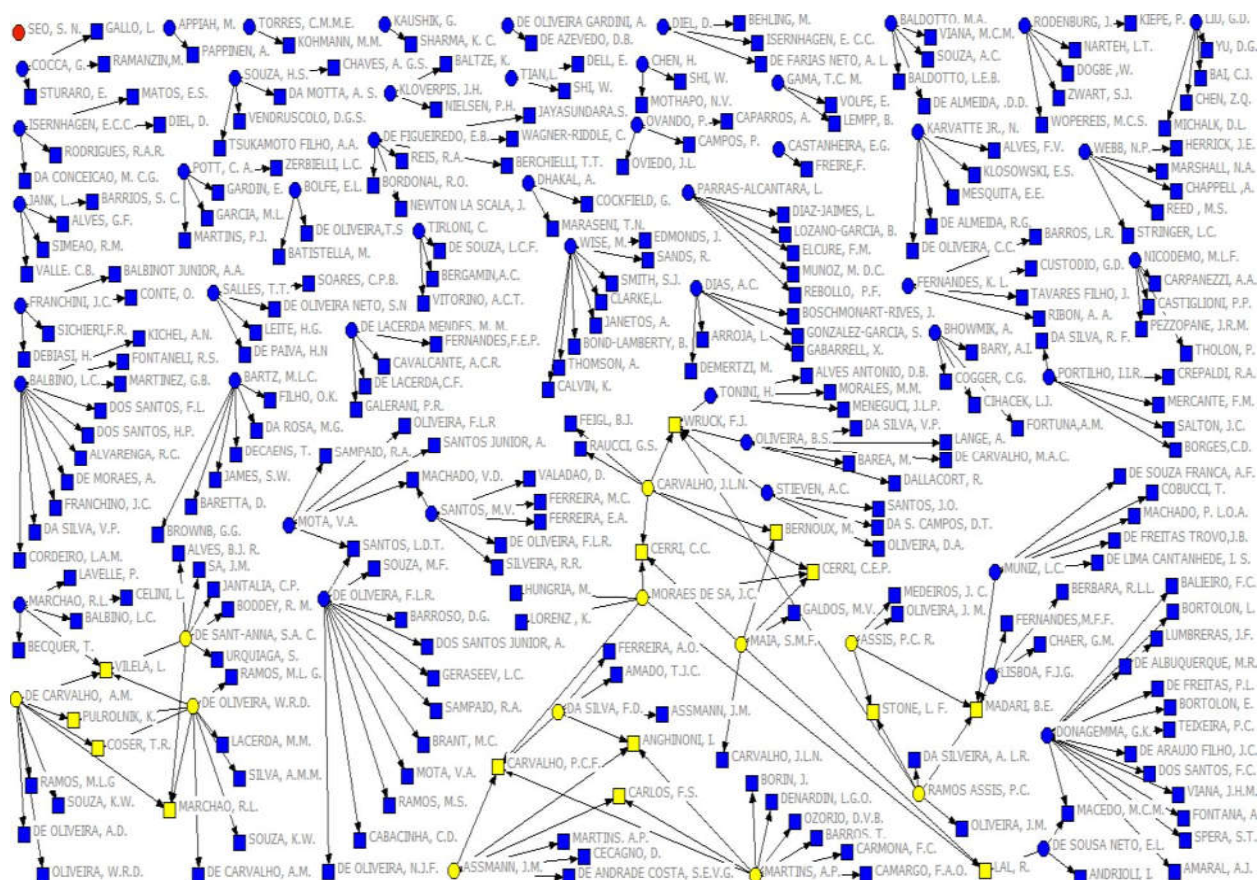 SEO, S. N.
GALLO, L.
APPIAH, M.
TORRES, C.M.M.E.
KAUSHIK, G.
DE OLIVEIRA GARDINI, A.
DIEL, D.
BEHLING, M.
BALDOTTO, M.A.
VIANA, M.C.M.
RODENBURG, J.
KIEPE, P.
LIU, G.D.
COCCA, G.
RAMANZIN,M.
PAPPINEN, A.
KOHMANN, M.M.
SHARMA, K. C.
DE AZEVEDO, D.B.
ISERNHAGEN, E. C.C.
SOUZA, A.C.
NARTEH, L.T.
YU, D.G.
STURARO, E.
MATOS, E.S.
SOUZA, H.S.
CHAVES, A. G.S.
BALTZE, K.
TIAN,L.
DELL, E.
CHEN, H.
DE FARIAS NETO, A. L.
BALDOTTO, L.E.B.
DOGBE ,W.
BAI, C.J.
DA MOTTA, A. S.
KLOVERPIS, J.H.
SHI, W.
SHI, W.
GAMA, T.C. M.
VOLPE, E.
DE ALMEIDA, .D.D.
ZWART, S.J.
CHEN, Z.Q.
ISERNHAGEN, E.C.C.
DIEL, D.
VENDRUSCOLO, D.G.S.
NIELSEN, P.H.
JAYASUNDARA.S.
MOTHAPO, N.V.
LEMPP, B.
WOPEREIS, M.C.S.
MICHALK, D.L.
RODRIGUES, R.A.R.
TSUKAMOTO FILHO, A.A.
DE FIGUEIREDO, E.B.
WAGNER-RIDDLE, C.
OVANDO, P.
CAPARROS, A.
KARVATTE JR., N.
ALVES, F.V.
WEBB, N.P.
HERRICK, J.E.
DA CONCEICAO, M. C.G.
POTT, C. A.
ZERBIELLI, L.C.
REIS, R.A.
BERCHIELLI, T.T.
CAMPOS, P.
CASTANHEIRA, E.G.
KLOSOWSKI, E.S.
MARSHALL, N.A.
GARDIN, E.
BOLFE, E.L.
BORDONAL, R.O.
DHAKAL, A.
OVIEDO, J.L.
FREIRE,F.
MESQUITA, E.E.
CHAPPELL, A.
JANK, L.
BARRIOS, S. C.
GARCIA, M.L.
NEWTON LA SCALA, J.
COCKFIELD, G.
PARRAS-ALCANTARA, L.
DE ALMEIDA, R.G.
REED , M.S.
ALVES, G.F.
MARTINS, P.J.
DE OLIVEIRA,T.S
TIRLONI, C.
MARASENI, T.N.
DIAZ-JAIMES, L.
DE OLIVEIRA, C.C.
BARROS, L.R.
STRINGER, L.C.
SIMEAO, R.M.
BATISTELLA, M.
DE SOUZA, L.C.F.
WISE, M.
EDMONDS, J.
LOZANO-GARCIA, B.
CUSTODIO, G.D.
NICODEMO, M.L.F.
VALLE. C.B.
BALBINOT JUNIOR, A.A.
SOARES, C.P.B.
BERGAMIN,A.C.
SANDS, R.
ELCURE, F.M.
FERNANDES, K. L.
TAVARES FILHO, J.
CARPANEZZI, A.A.
FRANCHINI, J.C.
CONTE, O.
SALLES, T.T.
DE OLIVEIRA NETO, S.N
VITORINO, A.C.T.
SMITH, S.J.
DIAS, A.C.
MUNOZ, M. D.C.
RIBON, A. A.
CASTIGLIONI, P.P.
CLARKE,L.
REBOLLO , P.F.
PEZZOPANE, J.R.M.
SICHIERI,F.R.
KICHEL, A.N.
LEITE, H.G.
DE LACERDA MENDES, M. M.
JANETOS, A.
ARROJA, L.
BOSCHMONART-RIVES, J.
BHOWMIK, A.
DA SILVA, R. F.
THOLON, P.
DEBIASI, H.
FONTANELI, R.S.
DE PAIVA, H.N
FERNANDES,F.E.P.
BOND-LAMBERTY, B.
GONZALEZ-GARCIA, S.
BARY, A.I.
CAVALCANTE, A.C.R.
THOMSON, A.
DEMERTZI, M.
GABARRELL, X.
COGGER, C.G.
PORTILHO, I.I.R.
CREPALDI, R.A.
BALBINO, L.C.
MARTINEZ, G.B.
BARTZ, M.L.C.
DE LACERDA,C.F.
CALVIN, K.
ALVES ANTONIO, D.B.
CIHACEK, L.J.
MERCANTE, F.M.
DOS SANTOS, F.L.
FILHO, O.K.
GALERANI, P.R.
TONINI, H.
MORALES, M.M.
FORTUNA,A.M.
SALTON, J.C.
DOS SANTOS, H.P.
DA ROSA, M.G.
OLIVEIRA, F.L.R
FEIGL, B.J.
WRUCK, F.J.
MENEGUCI, J.L.P.
BORGES,C.D.
ALVARENGA, R.C.
DECAENS, T.
SAMPAIO, R.A.
SANTOS JUNIOR, A.
RAUCCI, G.S.
OLIVEIRA, B.S.
DA SILVA, V.P.
LANGE, A.
DE MORAES, A.
JAMES, S.W.
MACHADO, V.D.
VALADAO, D.
BAREA, M.
DE CARVALHO, M.A.C.
DE SOUZA FRANCA, A.F.
FRANCHINO, J.C.
BARETTA, D.
FERREIRA, M.C.
CARVALHO, J.L.N.
STIEVEN, A.C.
DALLACORT, R.
COBUCCI, T.
DA SILVA, V.P.
BROWNB, G.G.
MOTA, V.A.
SANTOS, M.V.
FERREIRA, E.A.
BERNOUX, M.
SANTOS, J.O.
MACHADO, P. L.O.A.
CORDEIRO, L.A.M.
ALVES, B.J. R.
SANTOS, L.D.T.
DE OLIVEIRA, F.L.R.
CERRI, C.C.
DA S. CAMPOS, D.T.
DE FREITAS TROVO,J.B.
LAVELLE, P.
SA, J.M.
SOUZA, M.F.
SILVEIRA, R.R.
CERRI, C.E.P.
OLIVEIRA, D.A.
MUNIZ, L.C.
DE LIMA CANTANHEDE, I. S.
MARCHAO, R.L.
CELINI, L.
JANTALIA, C.P.
DE OLIVEIRA, F.L.R.
HUNGRIA, M.
MORAES DE SA, J.C.
MEDEIROS, J. C.
BERBARA, R.L.L.
BALIEIRO, F.C.
BALBINO, L.C.
BODDEY, R. M.
BARROSO, D.G.
LORENZ , K.
GALDOS, M.V.
OLIVEIRA, J. M.
FERNANDES,M.F.F.
BORTOLON, L.
BECQUER, T.
DE SANT-ANNA, S.A. C.
DOS SANTOS JUNIOR, A.
FERREIRA, A.O.
MAIA, S.M.F.
ASSIS, P.C. R.
CHAER, G.M.
LUMBRERAS, J.F.
VILELA, L.
URQUIAGA, S.
GERASEEV, L.C.
AMADO, T.J.C.
LISBOA, F.J.G.
DE ALBUQUERQUE, M.R.
DE CARVALHO, A.M.
RAMOS, M.L. G.
SAMPAIO, R.A.
DA SILVA, F.D.
ASSMANN, J.M.
STONE, L. F.
MADARI, B.E.
DE FREITAS, P.L.
PULROLNIK, K.
DE OLIVEIRA, W.R.D.
BRANT, M.C.
ANGHINONI, I.
DONAGEMMA, G.K.
BORTOLON, E.
COSER, T.R.
LACERDA, M.M.
MOTA, V.A.
CARVALHO, P.C.F.
CARVALHO, J.L.N.
DA SILVEIRA, A. L.R.
TEIXEIRA, P.C.
RAMOS, M.L.G
SILVA, A.M.M.
RAMOS, M.S.
CARLOS, F.S.
BORIN, J.
RAMOS ASSIS, P.C.
DE ARAUJO FILHO, J.C.
SOUZA, K.W.
MARCHAO, R.L.
CABACINHA, C.D.
DENARDIN, L.G.O.
OLIVEIRA, J.M.
MACEDO, M.C.M.
DOS SANTOS, F.C.
DE OLIVEIRA, A.D.
SOUZA, K.W.
MARTINS, A.P.
OZORIO, D.V.B.
DE SOUSA NETO, E.L.
VIANA, J.H.M.
OLIVEIRA, W.R.D.
DE CARVALHO, A.M.
DE OLIVEIRA, N.J.F.
ASSMANN, J.M.
CECAGNO, D.
BARROS, T.
CARMONA, F.C.
FONTANA, A.
DE ANDRADE COSTA, S.E.V.G.
MARTINS, A.P.
CAMARGO, F.A.O.
LAL, R.
ANDRIOLI, I.
SPERA, S.T.
AMARAL, A.J.